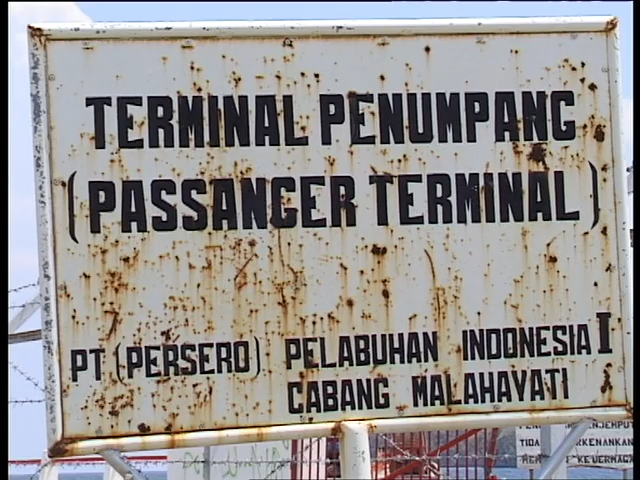 TERMINAL PENUMPANG
(PASSANGER TERMINAL)
PT (PERSERO) PELABUHAN INDONESIA I
CABANG MALAHAYATI